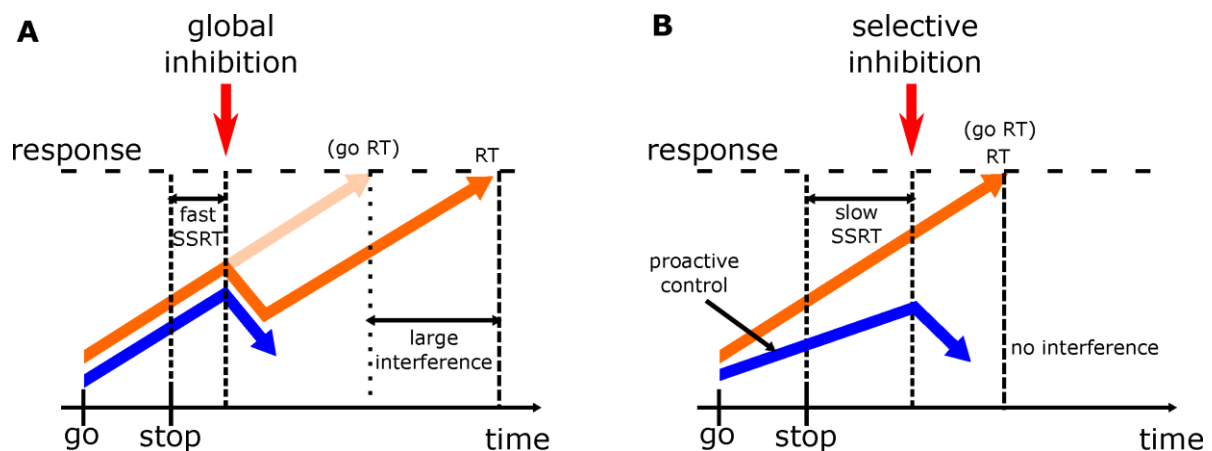 A
global
inhibition
response
(go RT)
RT
fast
SSRT
large
interference
go
stop
time
B
selective
inhibition
response
(go RT)
RT
slow
SSRT
proactive
control
no interference
go
stop
time